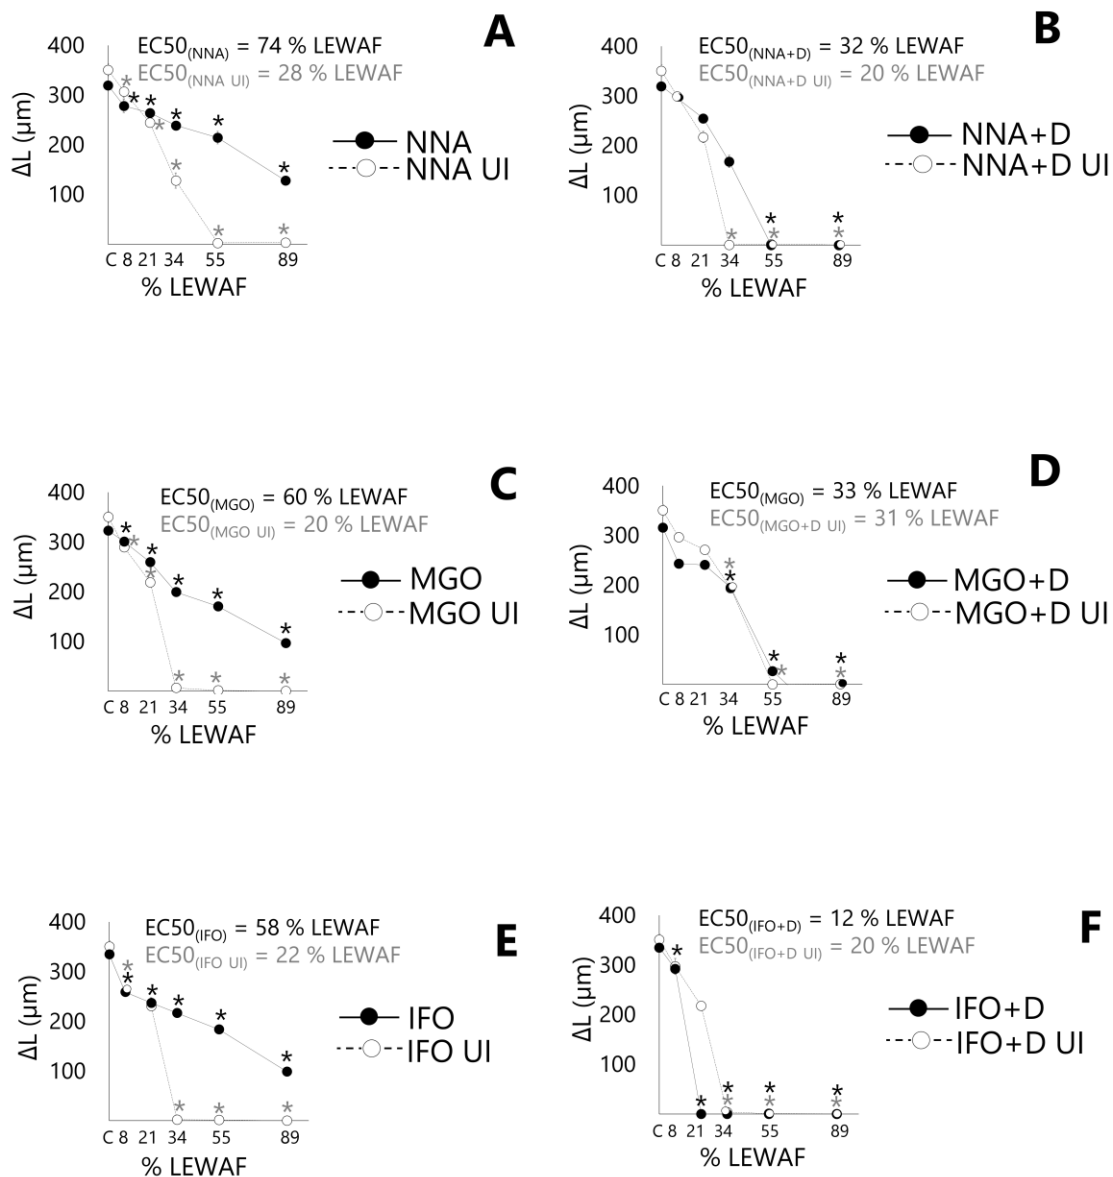 A
EC50(NNA) = 74 % LEWAF
EC50(NNA UI) = 28 % LEWAF
400
300
200
100
ΔL (µm)
* * * * * *
* * * * *
NNA
NNA UI
C 8 21 34 55 89
% LEWAF
B
EC50(NNA+D) = 32 % LEWAF
EC50(NNA+D UI) = 20 % LEWAF
400
300
200
100
ΔL (µm)
* *
* * *
NNA+D
NNA+D UI
C 8 21 34 55 89
% LEWAF
C
EC50(MGO) = 60 % LEWAF
EC50(MGO UI) = 20 % LEWAF
400
300
200
100
ΔL (µm)
* * * * *
* * * * *
MGO
MGO UI
C 8 21 34 55 89
% LEWAF
D
EC50(MGO) = 33 % LEWAF
EC50(MGO+D UI) = 31 % LEWAF
400
300
200
100
ΔL (µm)
* * *
* * *
MGO+D
MGO+D UI
C 8 21 34 55 89
% LEWAF
E
EC50(IFO) = 58 % LEWAF
EC50(IFO UI) = 22 % LEWAF
400
300
200
100
ΔL (µm)
* * * * *
* * * *
IFO
IFO UI
C 8 21 34 55 89
% LEWAF
F
EC50(IFO+D) = 12 % LEWAF
EC50(IFO+D UI) = 20 % LEWAF
400
300
200
100
ΔL (µm)
* * * * *
* * *
IFO+D
IFO+D UI
C 8 21 34 55 89
% LEWAF